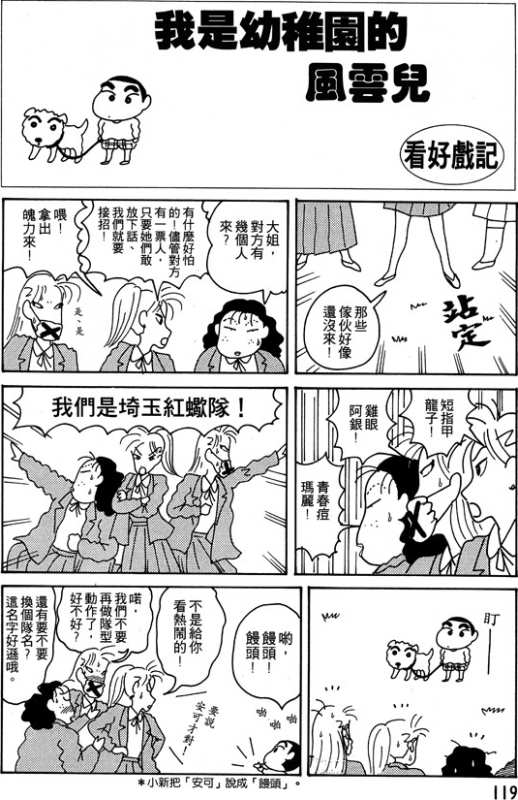 我是幼稚園的
風雲兒
看好戲記
那些
傢伙好像
還沒來！
站定
大姐，
對方有
幾個人
來？
有什麼好怕
的！儘管對方
有一票人，
只要她們敢
放下話、
我們就要
接招！
是、是
喂！
拿出
魄力來！
短指甲
龍子！
雞眼
阿銀！
青春痘
瑪麗！
我們是埼玉紅蠍隊！
盯
喲！
饅頭！
饅頭！
要說
安可才對！
不是給你
看熱鬧的！
喏，
我們不要
再做隊型
動作了，
好不好？
還有要不要
換個隊名？
這名字好遜哦。
＊小新把「安可」說成「饅頭」。
119